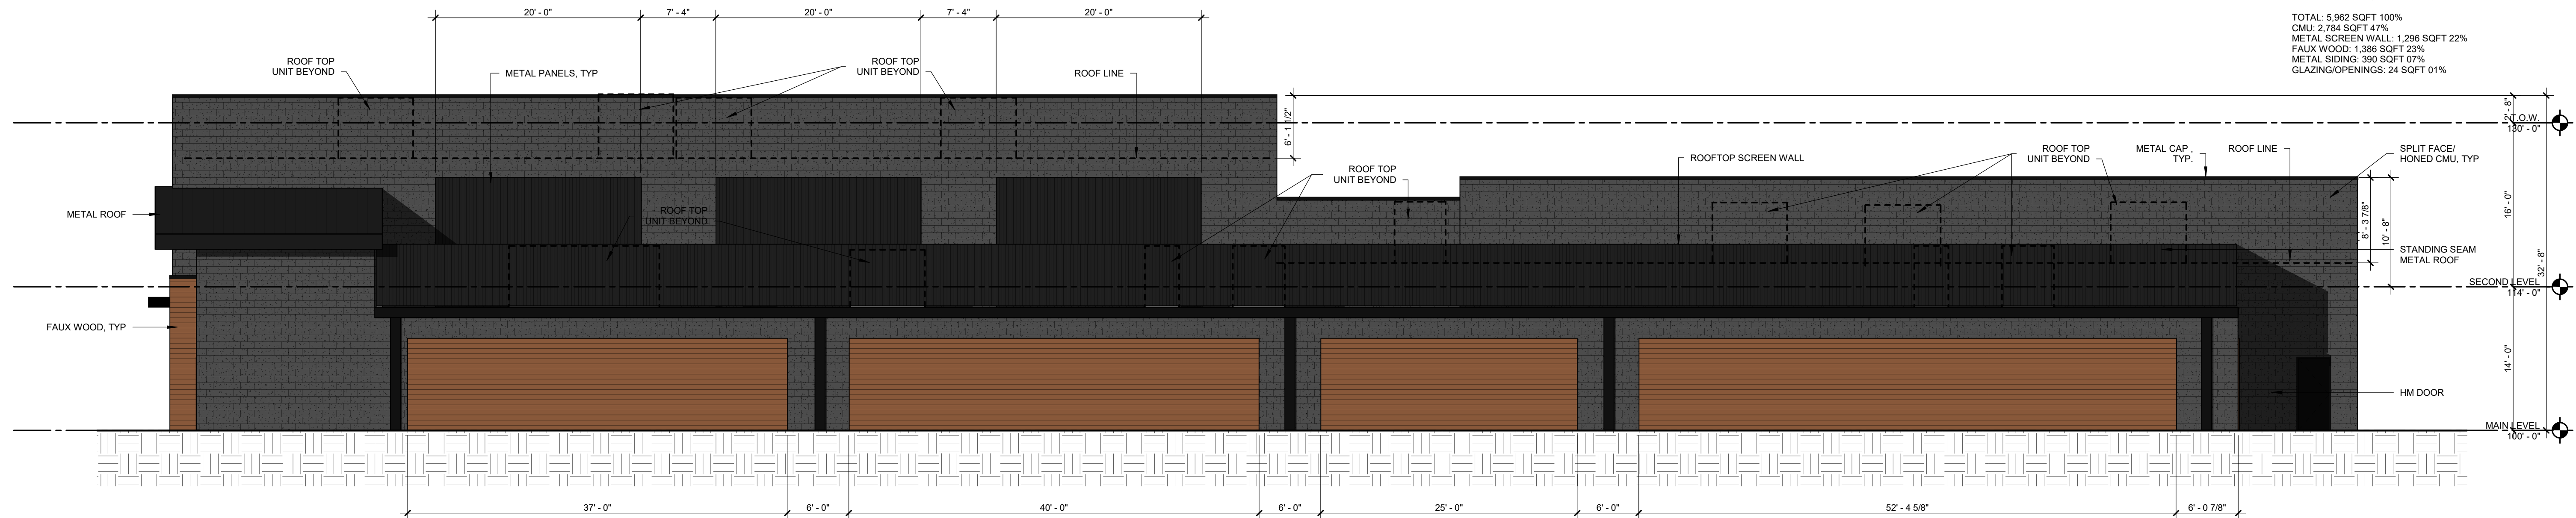 20' - 0"
7' - 4"
20' - 0"
7' - 4"
20' - 0"
TOTAL: 5,962 SQFT 100%
CMU: 2,784 SQFT 47%
METAL SCREEN WALL: 1,296 SQFT 22%
FAUX WOOD: 1,386 SQFT 23%
METAL SIDING: 390 SQFT 07%
GLAZING/OPENINGS: 24 SQFT 01%
ROOF TOP
UNIT BEYOND
METAL PANELS, TYP
ROOF TOP
UNIT BEYOND
ROOF LINE
6' - 1 1/2"
2' - 8"
T.O.W.
130' - 0"
ROOF TOP
UNIT BEYOND
ROOFTOP SCREEN WALL
ROOF TOP
UNIT BEYOND
METAL CAP ,
TYP.
ROOF LINE
SPLIT FACE/
HONED CMU, TYP
METAL ROOF
ROOF TOP
UNIT BEYOND
8' - 3 7/8"
10' - 8"
16' - 0"
32' - 8"
STANDING SEAM
METAL ROOF
SECOND LEVEL
114' - 0"
FAUX WOOD, TYP
14' - 0"
HM DOOR
MAIN LEVEL
100' - 0"
37' - 0"
6' - 0"
40' - 0"
6' - 0"
25' - 0"
6' - 0"
52' - 4 5/8"
6' - 0 7/8"